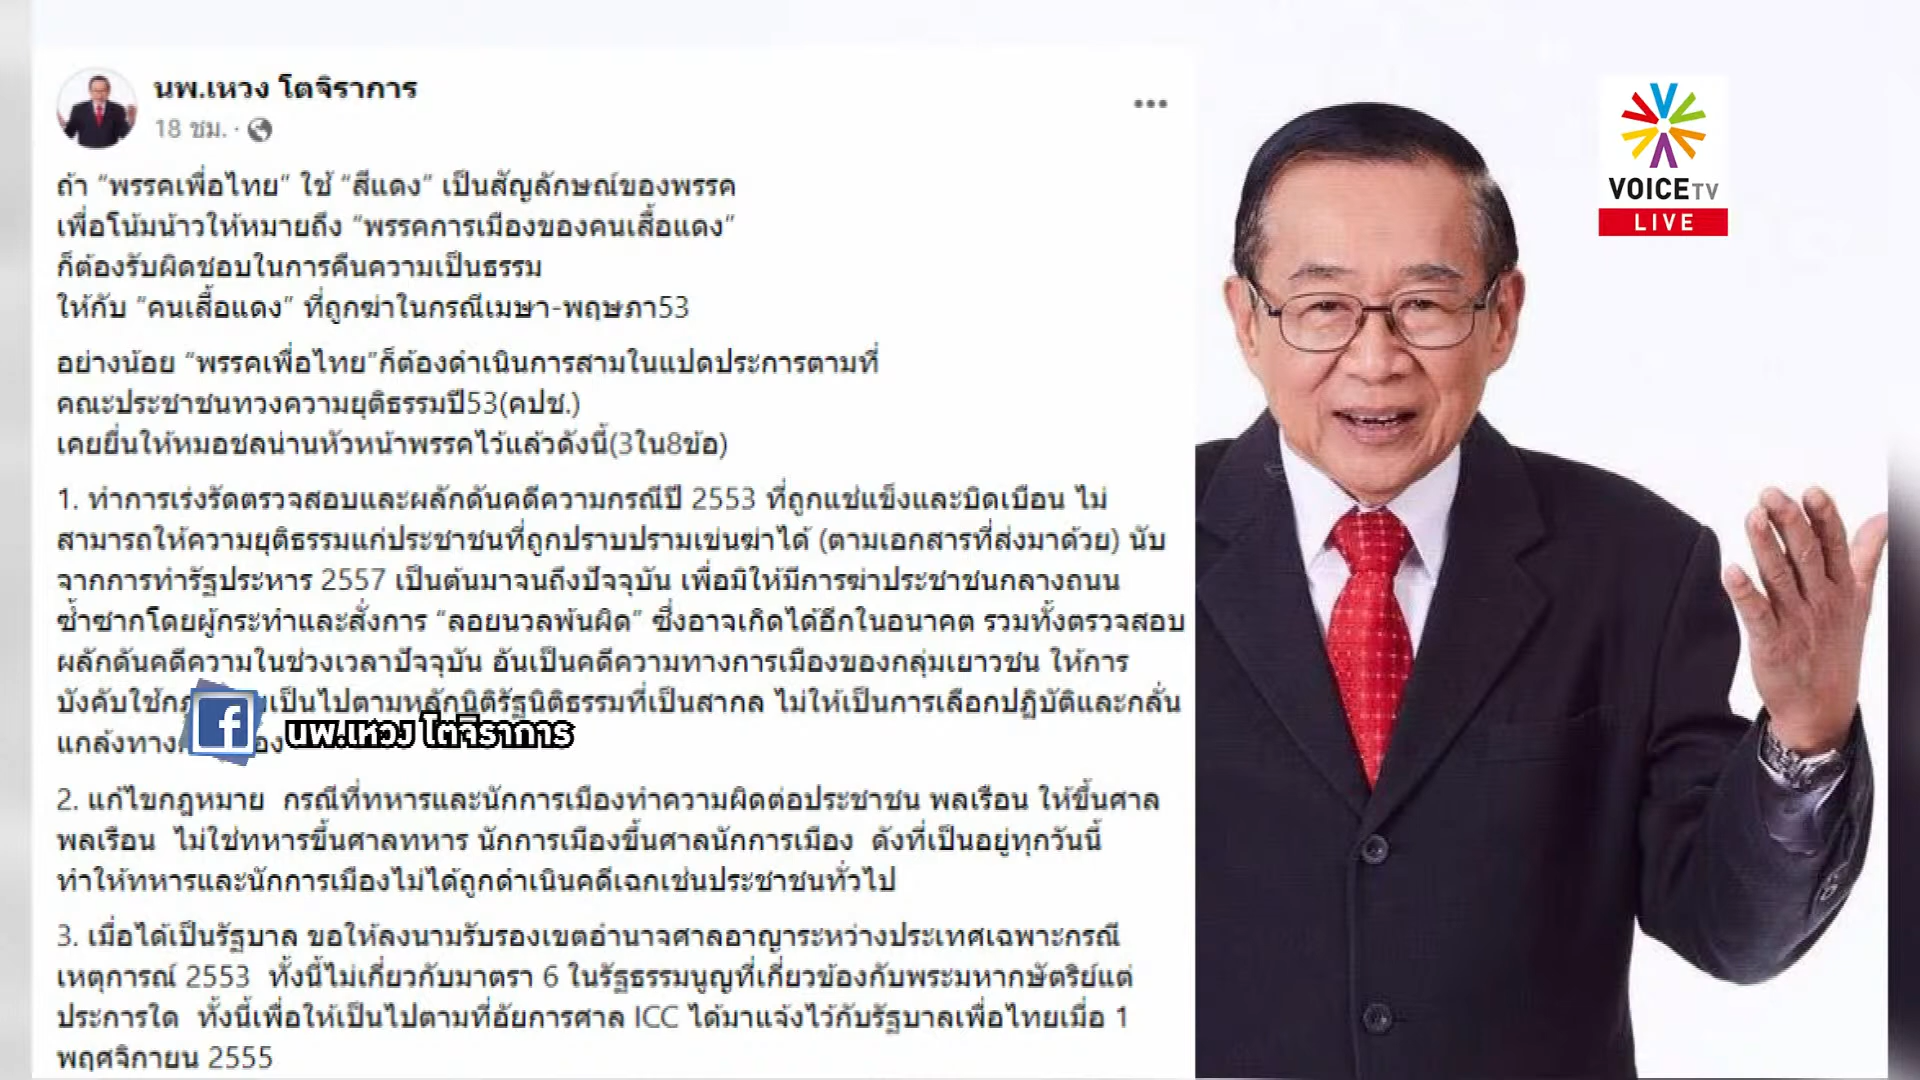 นพ.เหวง โตจิราการ
18 ชม. ·
ถ้า "พรรคเพื่อไทย" ใช้ "สีแดง" เป็นสัญลักษณ์ของพรรค
เพื่อโน้มน้าวให้หมายถึง "พรรคการเมืองของคนเสื้อแดง"
ก็ต้องรับผิดชอบในการคืนความเป็นธรรม
ให้กับ "คนเสื้อแดง" ที่ถูกฆ่าในกรณีเมษา-พฤษภา53
อย่างน้อย "พรรคเพื่อไทย"ก็ต้องดำเนินการสามในแปดประการตามที่
คณะประชาชนทวงความยุติธรรมปี53(คปช.)
เคยยื่นให้หมอชลน่านหัวหน้าพรรคไว้แล้วดังนี้(3ใน8ข้อ)
1. ทำการเร่งรัดตรวจสอบและผลักดันคดีความกรณีปี 2553 ที่ถูกแช่แข็งและบิดเบือน ไม่
สามารถให้ความยุติธรรมแก่ประชาชนที่ถูกปราบปรามเข่นฆ่าได้ (ตามเอกสารที่ส่งมาด้วย) นับ
จากการทำรัฐประหาร 2557 เป็นต้นมาจนถึงปัจจุบัน เพื่อมิให้มีการฆ่าประชาชนกลางถนน
ซ้ำซากโดยผู้กระทำและสั่งการ "ลอยนวลพ้นผิด" ซึ่งอาจเกิดได้อีกในอนาคต รวมทั้งตรวจสอบ
ผลักดันคดีความในช่วงเวลาปัจจุบัน อันเป็นคดีความทางการเมืองของกลุ่มเยาวชน ให้การ
บังคับใช้ เป็นไปตามหลักนิติรัฐนิติธรรมที่เป็นสากล ไม่ให้เป็นการเลือกปฏิบัติและกลั่น
แกล้งทาง
นพ.เหวง โตจิราการ
2. แก้ไขกฎหมาย กรณีที่ทหารและนักการเมืองทำความผิดต่อประชาชน พลเรือน ให้ขึ้นศาล
พลเรือน ไม่ใช่ทหารขึ้นศาลทหาร นักการเมืองขึ้นศาลนักการเมือง ดังที่เป็นอยู่ทุกวันนี้
ทำให้ทหารและนักการเมืองไม่ได้ถูกดำเนินคดีเฉกเช่นประชาชนทั่วไป
3. เมื่อได้เป็นรัฐบาล ขอให้ลงนามรับรองเขตอำนาจศาลอาญาระหว่างประเทศเฉพาะกรณี
เหตุการณ์ 2553 ทั้งนี้ไม่เกี่ยวกับมาตรา 6 ในรัฐธรรมนูญที่เกี่ยวข้องกับพระมหากษัตริย์แต่
ประการใด ทั้งนี้เพื่อให้เป็นไปตามที่อัยการศาล ICC ได้มาแจ้งไว้กับรัฐบาลเพื่อไทยเมื่อ 1
พฤศจิกายน 2555
VOICE TV
LIVE